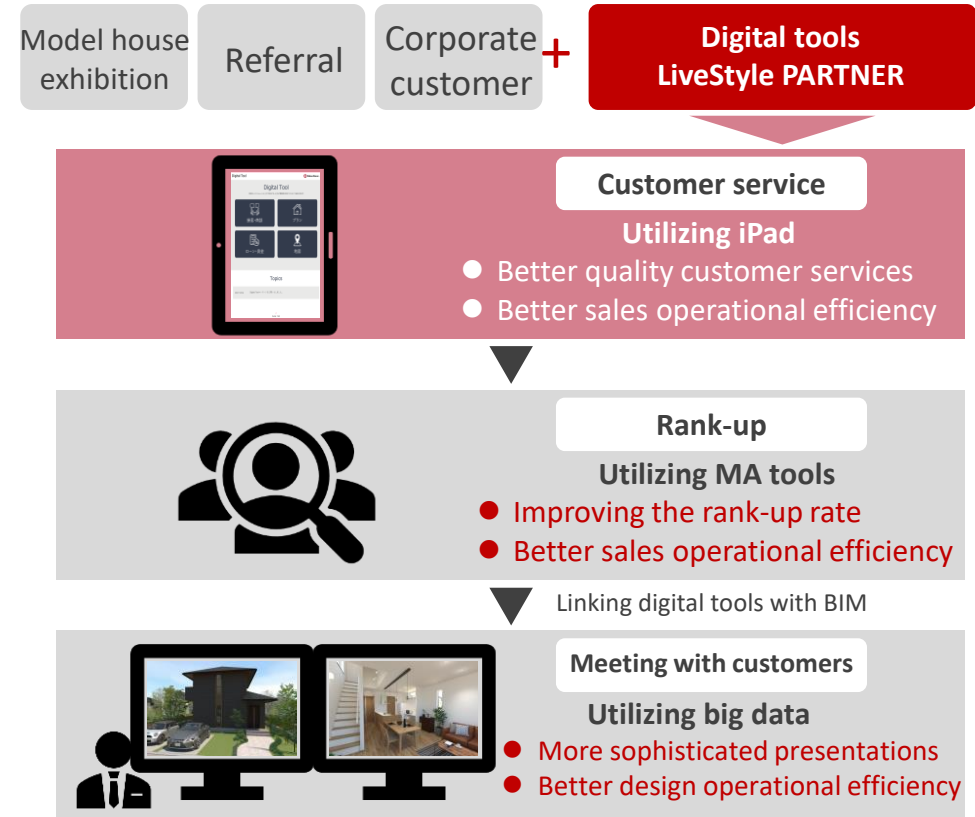 Model house
exhibition
Referral
Corporate
customer
+
Digital tools
LiveStyle PARTNER
Digital Tool
Customer service
Utilizing iPad
● Better quality customer services
● Better sales operational efficiency
Topics
Rank-up
Utilizing MA tools
● Improving the rank-up rate
● Better sales operational efficiency
Linking digital tools with BIM
Meeting with customers
Utilizing big data
● More sophisticated presentations
● Better design operational efficiency